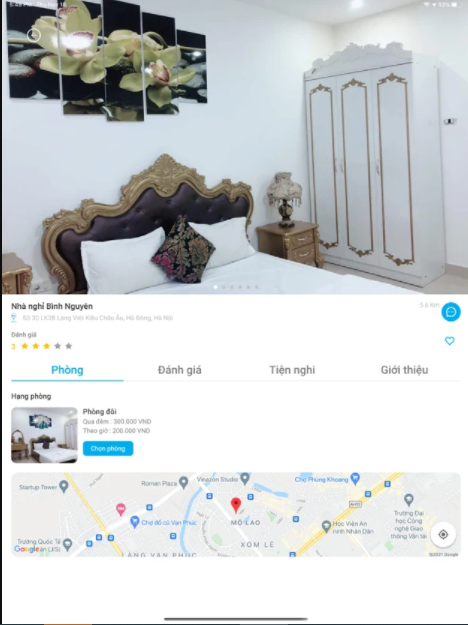 Nhà nghỉ Bình Nguyên
5.6 Km
Số 30 LK3B Làng Việt Kiều Châu Âu, Hà Đông, Hà Nội
Đánh giá
3
Phòng
Đánh giá
Tiện nghi
Giới thiệu
Hạng phòng
Phòng đôi
Qua đêm : 360.000 VND
Theo giờ : 200.000 VND
Chọn phòng
Startup Tower
Roman Plaza
Vinazon Studio
Chợ Phùng Khoang
Chợ đồ cũ Vạn Phúc
MỖ LAO
Học Viện An
ninh Nhân Dân
Trường Đại
học Công
nghệ Giao
thông Vận tải
LÀNG VẠN PHÚC
XÓM LẺ
Trường Quốc Tế
Google
©2021 Google